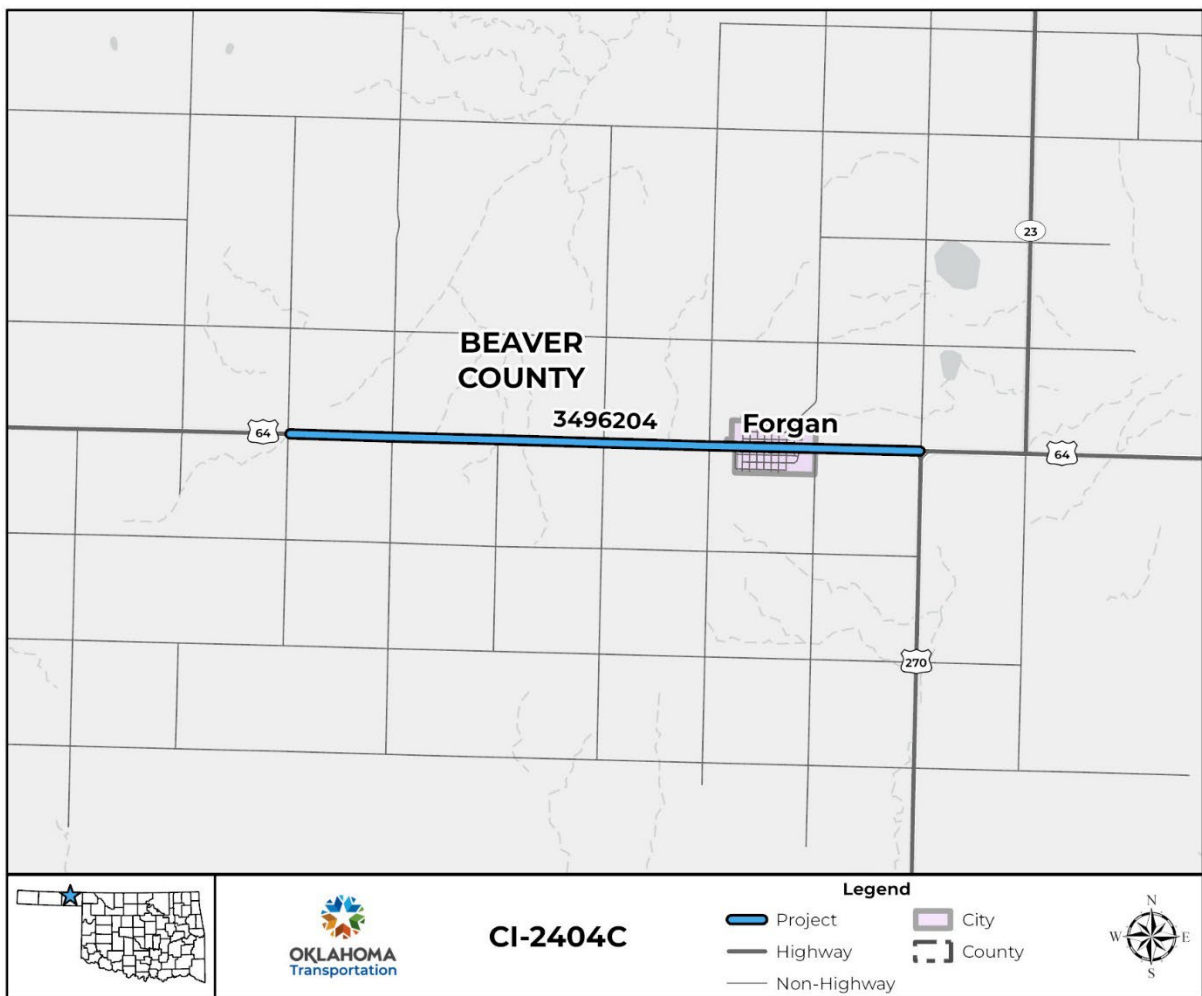 23
BEAVER
COUNTY
3496204
Forgan
64
64
270
OKLAHOMA
Transportation
CI-2404C
Legend
Project
Highway
Non-Highway
City
County
N
W
E
S